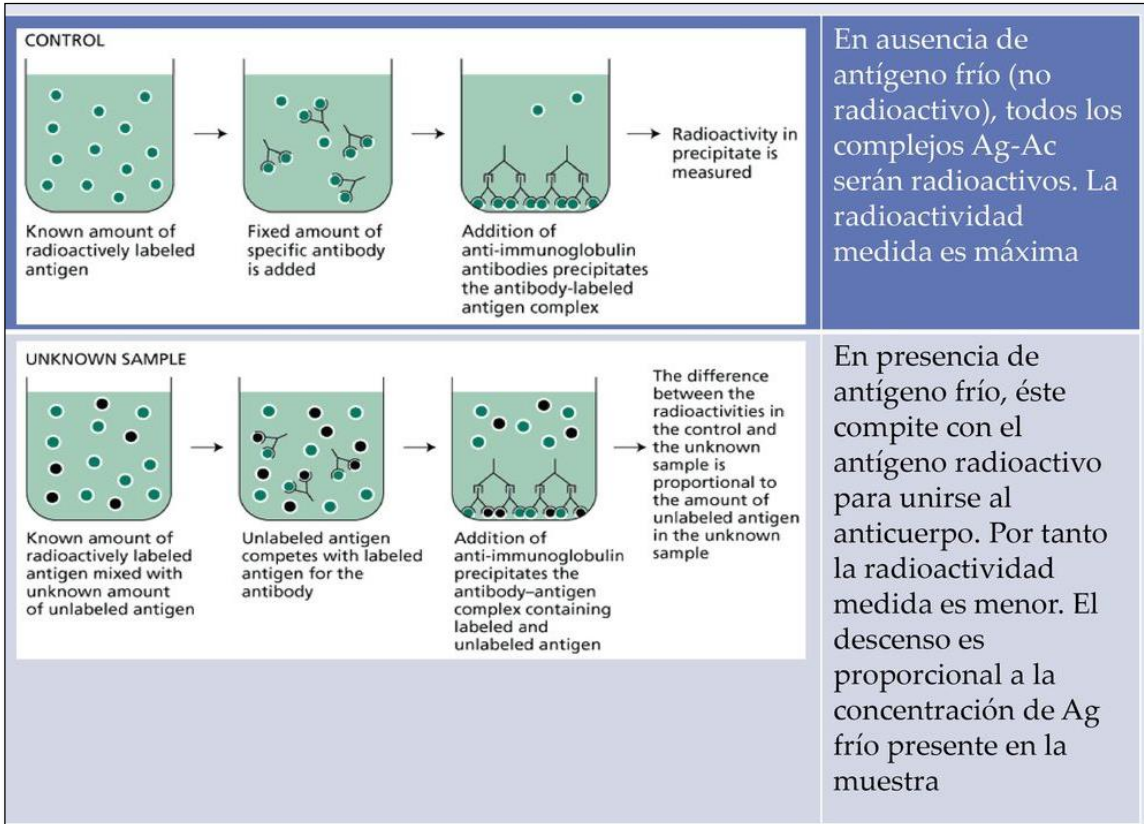 CONTROL
Known amount of
radioactively labeled
antigen
Fixed amount of
specific antibody
is added
Addition of
anti-immunoglobulin
antibodies precipitates
the antibody-labeled
antigen complex
Radioactivity in
precipitate is
measured
En ausencia de
antígeno frío (no
radioactivo), todos los
complejos Ag-Ac
serán radioactivos. La
radioactividad
medida es máxima
UNKNOWN SAMPLE
Known amount of
radioactively labeled
antigen mixed with
unknown amount
of unlabeled antigen
Unlabeled antigen
competes with labeled
antigen for the
antibody
Addition of
anti-immunoglobulin
precipitates the
antibody–antigen
complex containing
labeled and
unlabeled antigen
The difference
between the
radioactivities in
the control and
the unknown
sample is
proportional to
the amount of
unlabeled antigen
in the unknown
sample
En presencia de
antígeno frío, éste
compite con el
antígeno radioactivo
para unirse al
anticuerpo. Por tanto
la radioactividad
medida es menor. El
descenso es
proporcional a la
concentración de Ag
frío presente en la
muestra